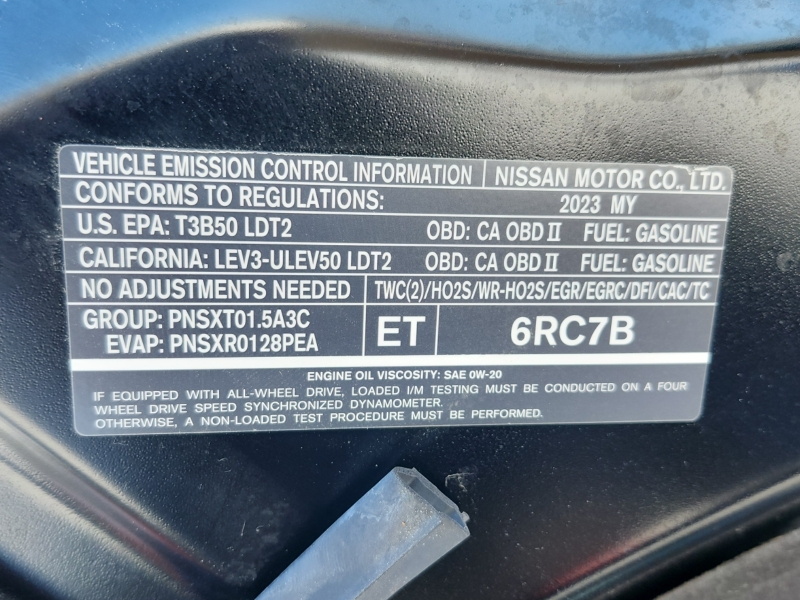 VEHICLE EMISSION CONTROL INFORMATION NISSAN MOTOR CO., LTD.
CONFORMS TO REGULATIONS: 2023 MY
U.S. EPA: T3B50 LDT2 OBD: CA OBD II FUEL: GASOLINE
CALIFORNIA: LEV3-ULEV50 LDT2 OBD: CA OBD II FUEL: GASOLINE
NO ADJUSTMENTS NEEDED TWC(2)/HO2S/WR-HO2S/EGR/EGRC/DFI/CAC/TC
GROUP: PNSXT01.5A3C
EVAP: PNSXR0128PEA
ET
6RC7B
ENGINE OIL VISCOSITY: SAE 0W-20
IF EQUIPPED WITH ALL-WHEEL DRIVE, LOADED I/M TESTING MUST BE CONDUCTED ON A FOUR
WHEEL DRIVE SPEED SYNCHRONIZED DYNAMOMETER.
OTHERWISE, A NON-LOADED TEST PROCEDURE MUST BE PERFORMED.